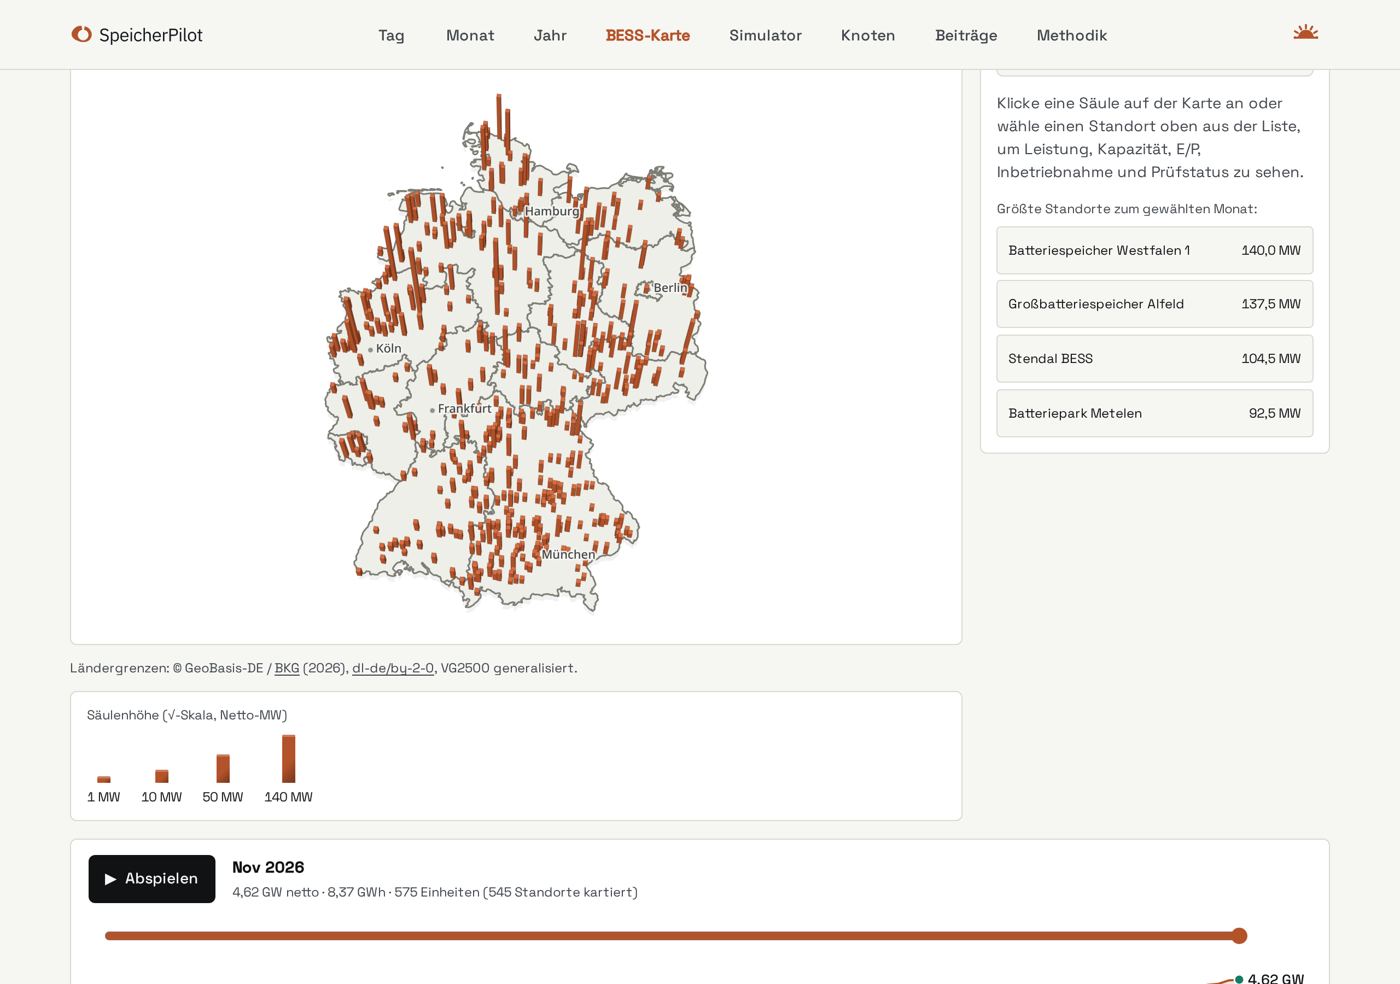 SpeicherPilot
Tag
Monat
Jahr
BESS-Karte
Simulator
Knoten
Beiträge
Methodik
Hamburg
Berlin
Köln
Frankfurt
München
Klicke eine Säule auf der Karte an oder
wähle einen Standort oben aus der Liste,
um Leistung, Kapazität, E/P,
Inbetriebnahme und Prüfstatus zu sehen.
Größte Standorte zum gewählten Monat:
Batteriespeicher Westfalen 1 140,0 MW
Großbatteriespeicher Alfeld 137,5 MW
Stendal BESS 104,5 MW
Batteriepark Metelen 92,5 MW
Ländergrenzen: © GeoBasis-DE / BKG (2026), dl-de/by-2-0, VG2500 generalisiert.
Säulenhöhe (√-Skala, Netto-MW)
1 MW 10 MW 50 MW 140 MW
▶ Abspielen
Nov 2026
4,62 GW netto · 8,37 GWh · 575 Einheiten (545 Standorte kartiert)
4,62 GW